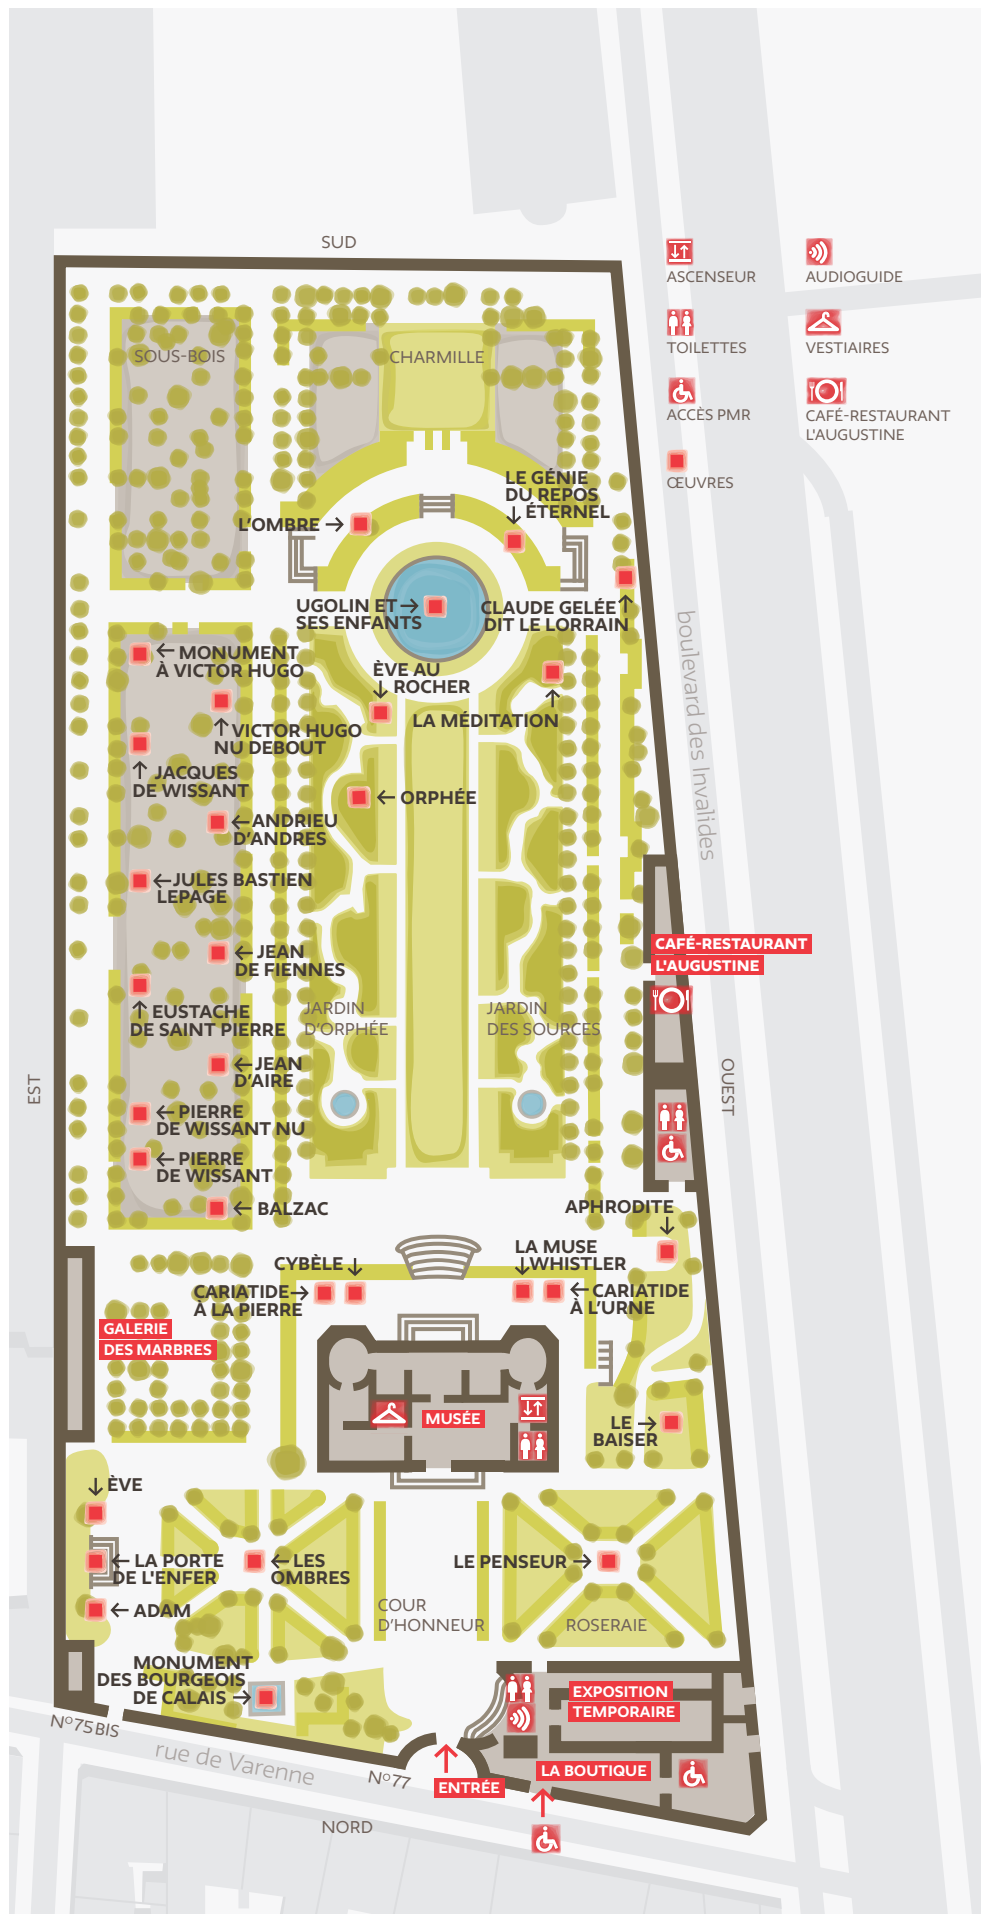 SUD
ASCENSEUR
AUDIOGUIDE
TOILETTES
VESTIAIRES
ACCÈS PMR
CAFÉ-RESTAURANT
L'AUGUSTINE
ŒUVRES
SOUS-BOIS
CHARMILLE
LE GÉNIE
DU REPOS
ÉTERNEL
L'OMBRE
UGOLIN ET
SES ENFANTS
CLAUDE GELÉE
DIT LE LORRAIN
MONUMENT
À VICTOR HUGO
ÈVE AU
ROCHER
LA MÉDITATION
VICTOR HUGO
NU DEBOUT
JACQUES
DE WISSANT
ORPHÉE
ANDRIEU
D'ANDRES
boulevard des Invalides
JULES BASTIEN
LEPAGE
JEAN
DE FIENNES
CAFÉ-RESTAURANT
L'AUGUSTINE
EUSTACHE
DE SAINT PIERRE
JARDIN
D'ORPHÉE
JARDIN
DES SOURCES
JEAN
D'AIRE
EST
OUEST
PIERRE
DE WISSANT NU
PIERRE
DE WISSANT
BALZAC
APHRODITE
CYBÈLE
LA MUSE
WHISTLER
CARIATIDE
À LA PIERRE
CARIATIDE
À L'URNE
GALERIE
DES MARBRES
MUSÉE
LE
BAISER
ÈVE
LA PORTE
DE L'ENFER
LES
OMBRES
LE PENSEUR
ADAM
COUR
D'HONNEUR
ROSERAIE
MONUMENT
DES BOURGEOIS
DE CALAIS
EXPOSITION
TEMPORAIRE
Nº75 BIS
rue de Varenne
Nº77
ENTRÉE
LA BOUTIQUE
NORD